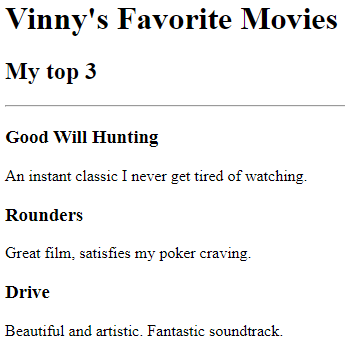 Vinny's Favorite Movies
My top 3
Good Will Hunting
An instant classic I never get tired of watching.
Rounders
Great film, satisfies my poker craving.
Drive
Beautiful and artistic. Fantastic soundtrack.